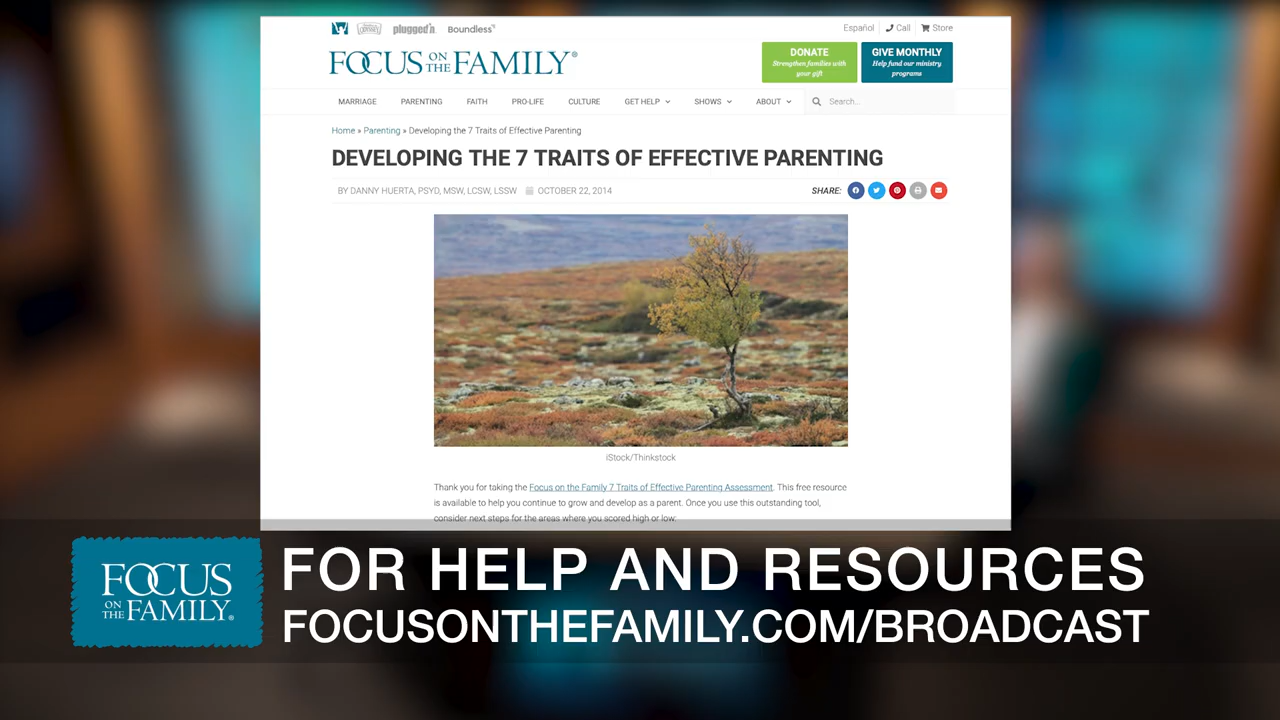 plugged in
Boundless
Español
Call
Store
FOCUS ON THE FAMILY®
DONATE
Strengthen families with
your gift
GIVE MONTHLY
Help fund our ministry
programs
MARRIAGE
PARENTING
FAITH
PRO-LIFE
CULTURE
GET HELP
SHOWS
ABOUT
Search...
Home » Parenting » Developing the 7 Traits of Effective Parenting
DEVELOPING THE 7 TRAITS OF EFFECTIVE PARENTING
BY DANNY HUERTA, PSYD, MSW, LCSW, LSSW OCTOBER 22, 2014
SHARE:
iStock/Thinkstock
Thank you for taking the Focus on the Family 7 Traits of Effective Parenting Assessment. This free resource
is available to help you continue to grow and develop as a parent. Once you use this outstanding tool,
consider next steps for the areas where you scored high or low:
FOCUS
ON THE FAMILY®
FOR HELP AND RESOURCES
FOCUSONTHEFAMILY.COM/BROADCAST